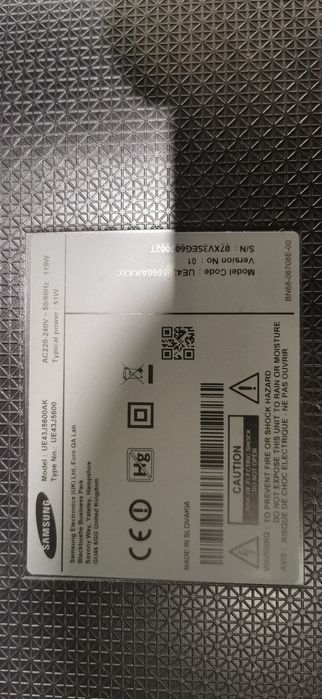 SAMSUNG
Model : UE43J5600AK
Type No. : UE43J5600
AC220-240V ~ 50/60Hz 119W
Typical power : 51W
Samsung Electronics (UK) Ltd, Euro QA Lab.
Blackbushe Business Park
Saxony Way, Yateley, Hampshire
GU46 6GG United Kingdom
Hg
MADE IN SLOVAKIA
CAUTION
RISK OF ELECTRIC SHOCK
DO NOT OPEN
WARNING : TO PREVENT FIRE OR SHOCK HAZARD
DO NOT EXPOSE THIS UNIT TO RAIN OR MOISTURE
AVIS : RISQUE DE CHOC ELECTRIQUE - NE PAS OUVRIR
Model Code : UE43J5600AKXXC
Version No : 01
S/N :
BN68-06708E-00